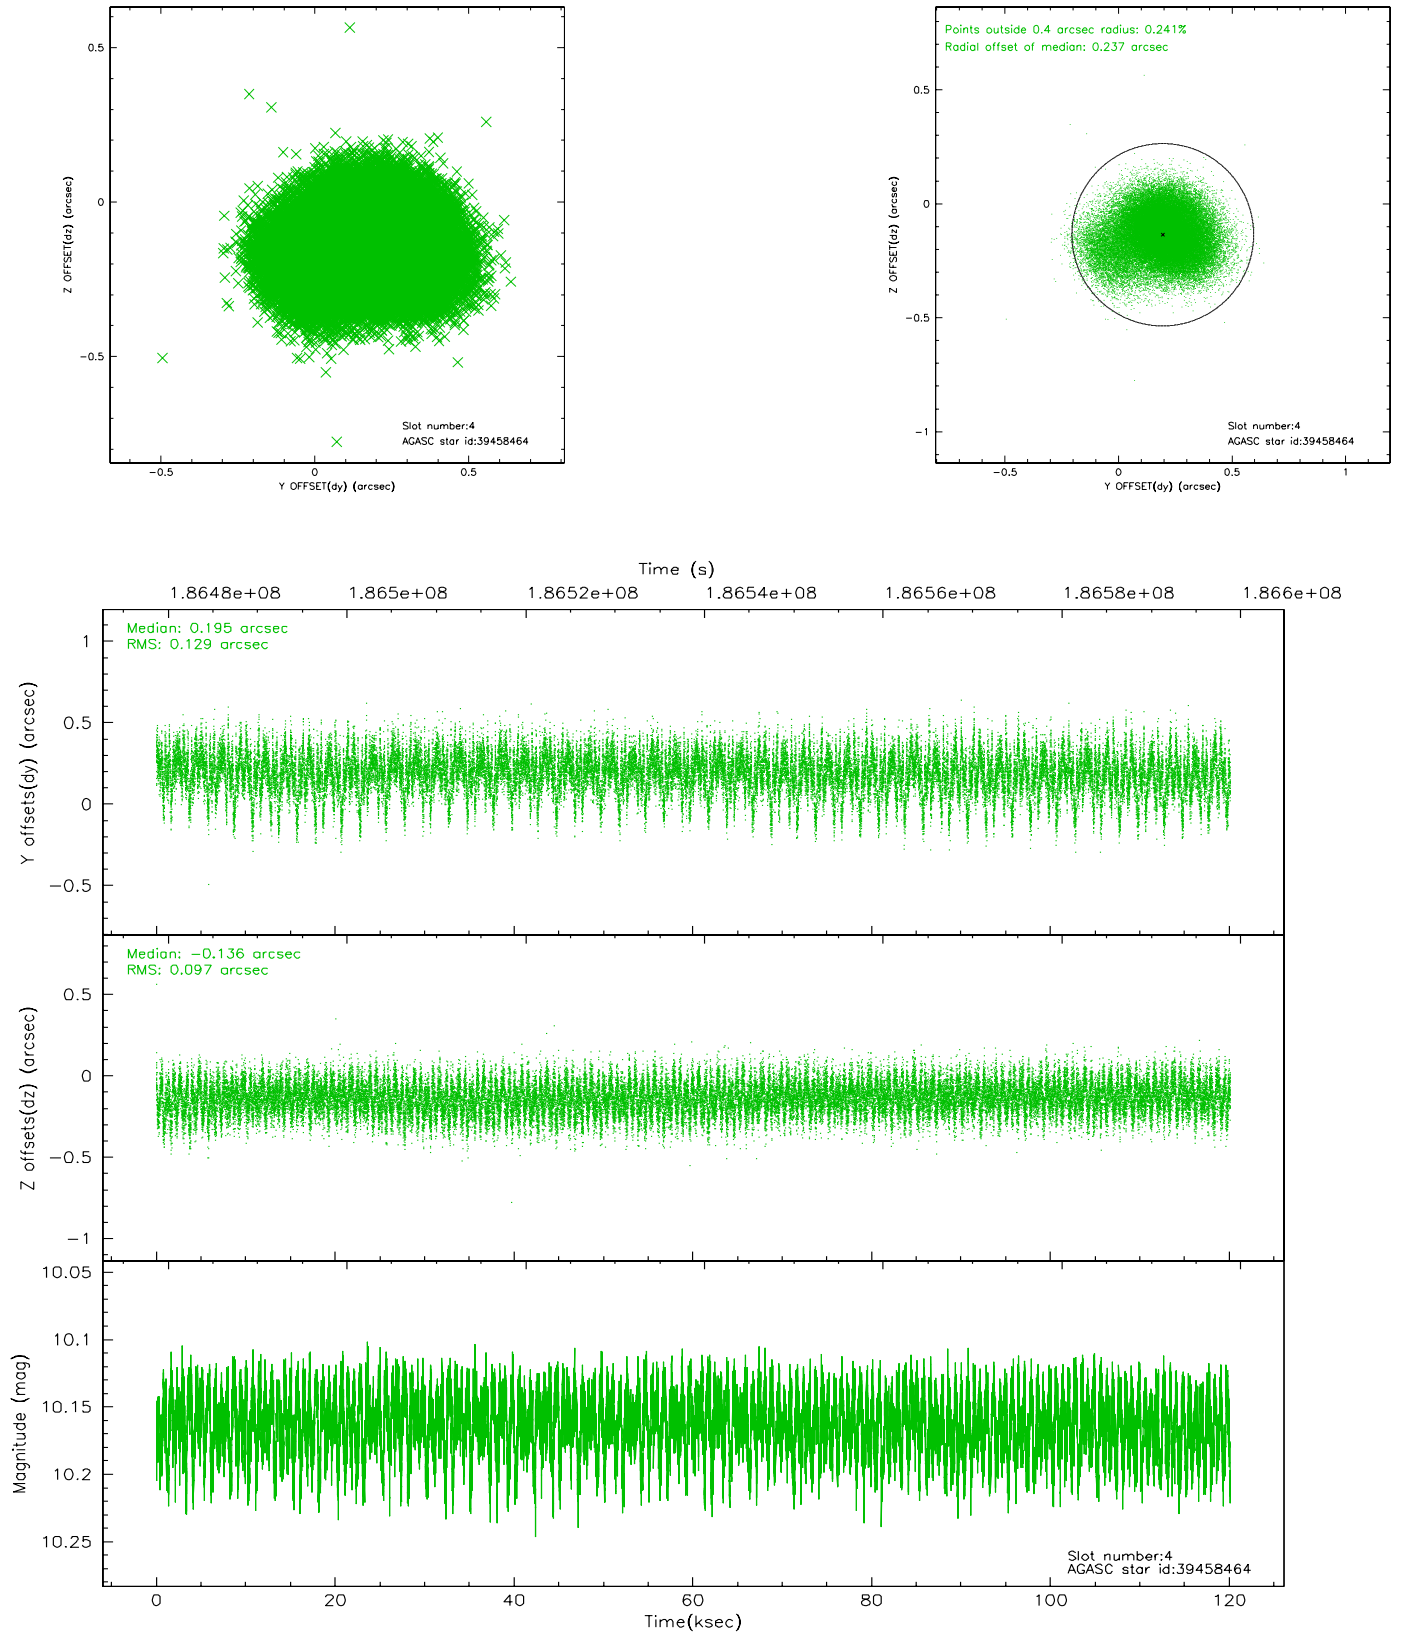 0.5
0
−0.5
Z OFFSET(dz) (arcsec)
Slot number:4
AGASC star id:39458464
−0.5
0
0.5
Y OFFSET(dy) (arcsec)
Points outside 0.4 arcsec radius: 0.241%
Radial offset of median: 0.237 arcsec
0.5
0
−0.5
−1
Z OFFSET(dz) (arcsec)
Slot number:4
AGASC star id:39458464
−0.5
0
0.5
1
Y OFFSET(dy) (arcsec)
Time (s)
1.8648e+08
1.865e+08
1.8652e+08
1.8654e+08
1.8656e+08
1.8658e+08
1.866e+08
Median: 0.195 arcsec
RMS: 0.129 arcsec
1
0.5
0
−0.5
Y offsets(dy) (arcsec)
Median: −0.136 arcsec
RMS: 0.097 arcsec
0.5
0
−0.5
−1
Z offsets(dz) (arcsec)
10.05
10.1
10.15
10.2
10.25
Magnitude (mag)
Slot number:4
AGASC star id:39458464
0
20
40
60
80
100
120
Time(ksec)